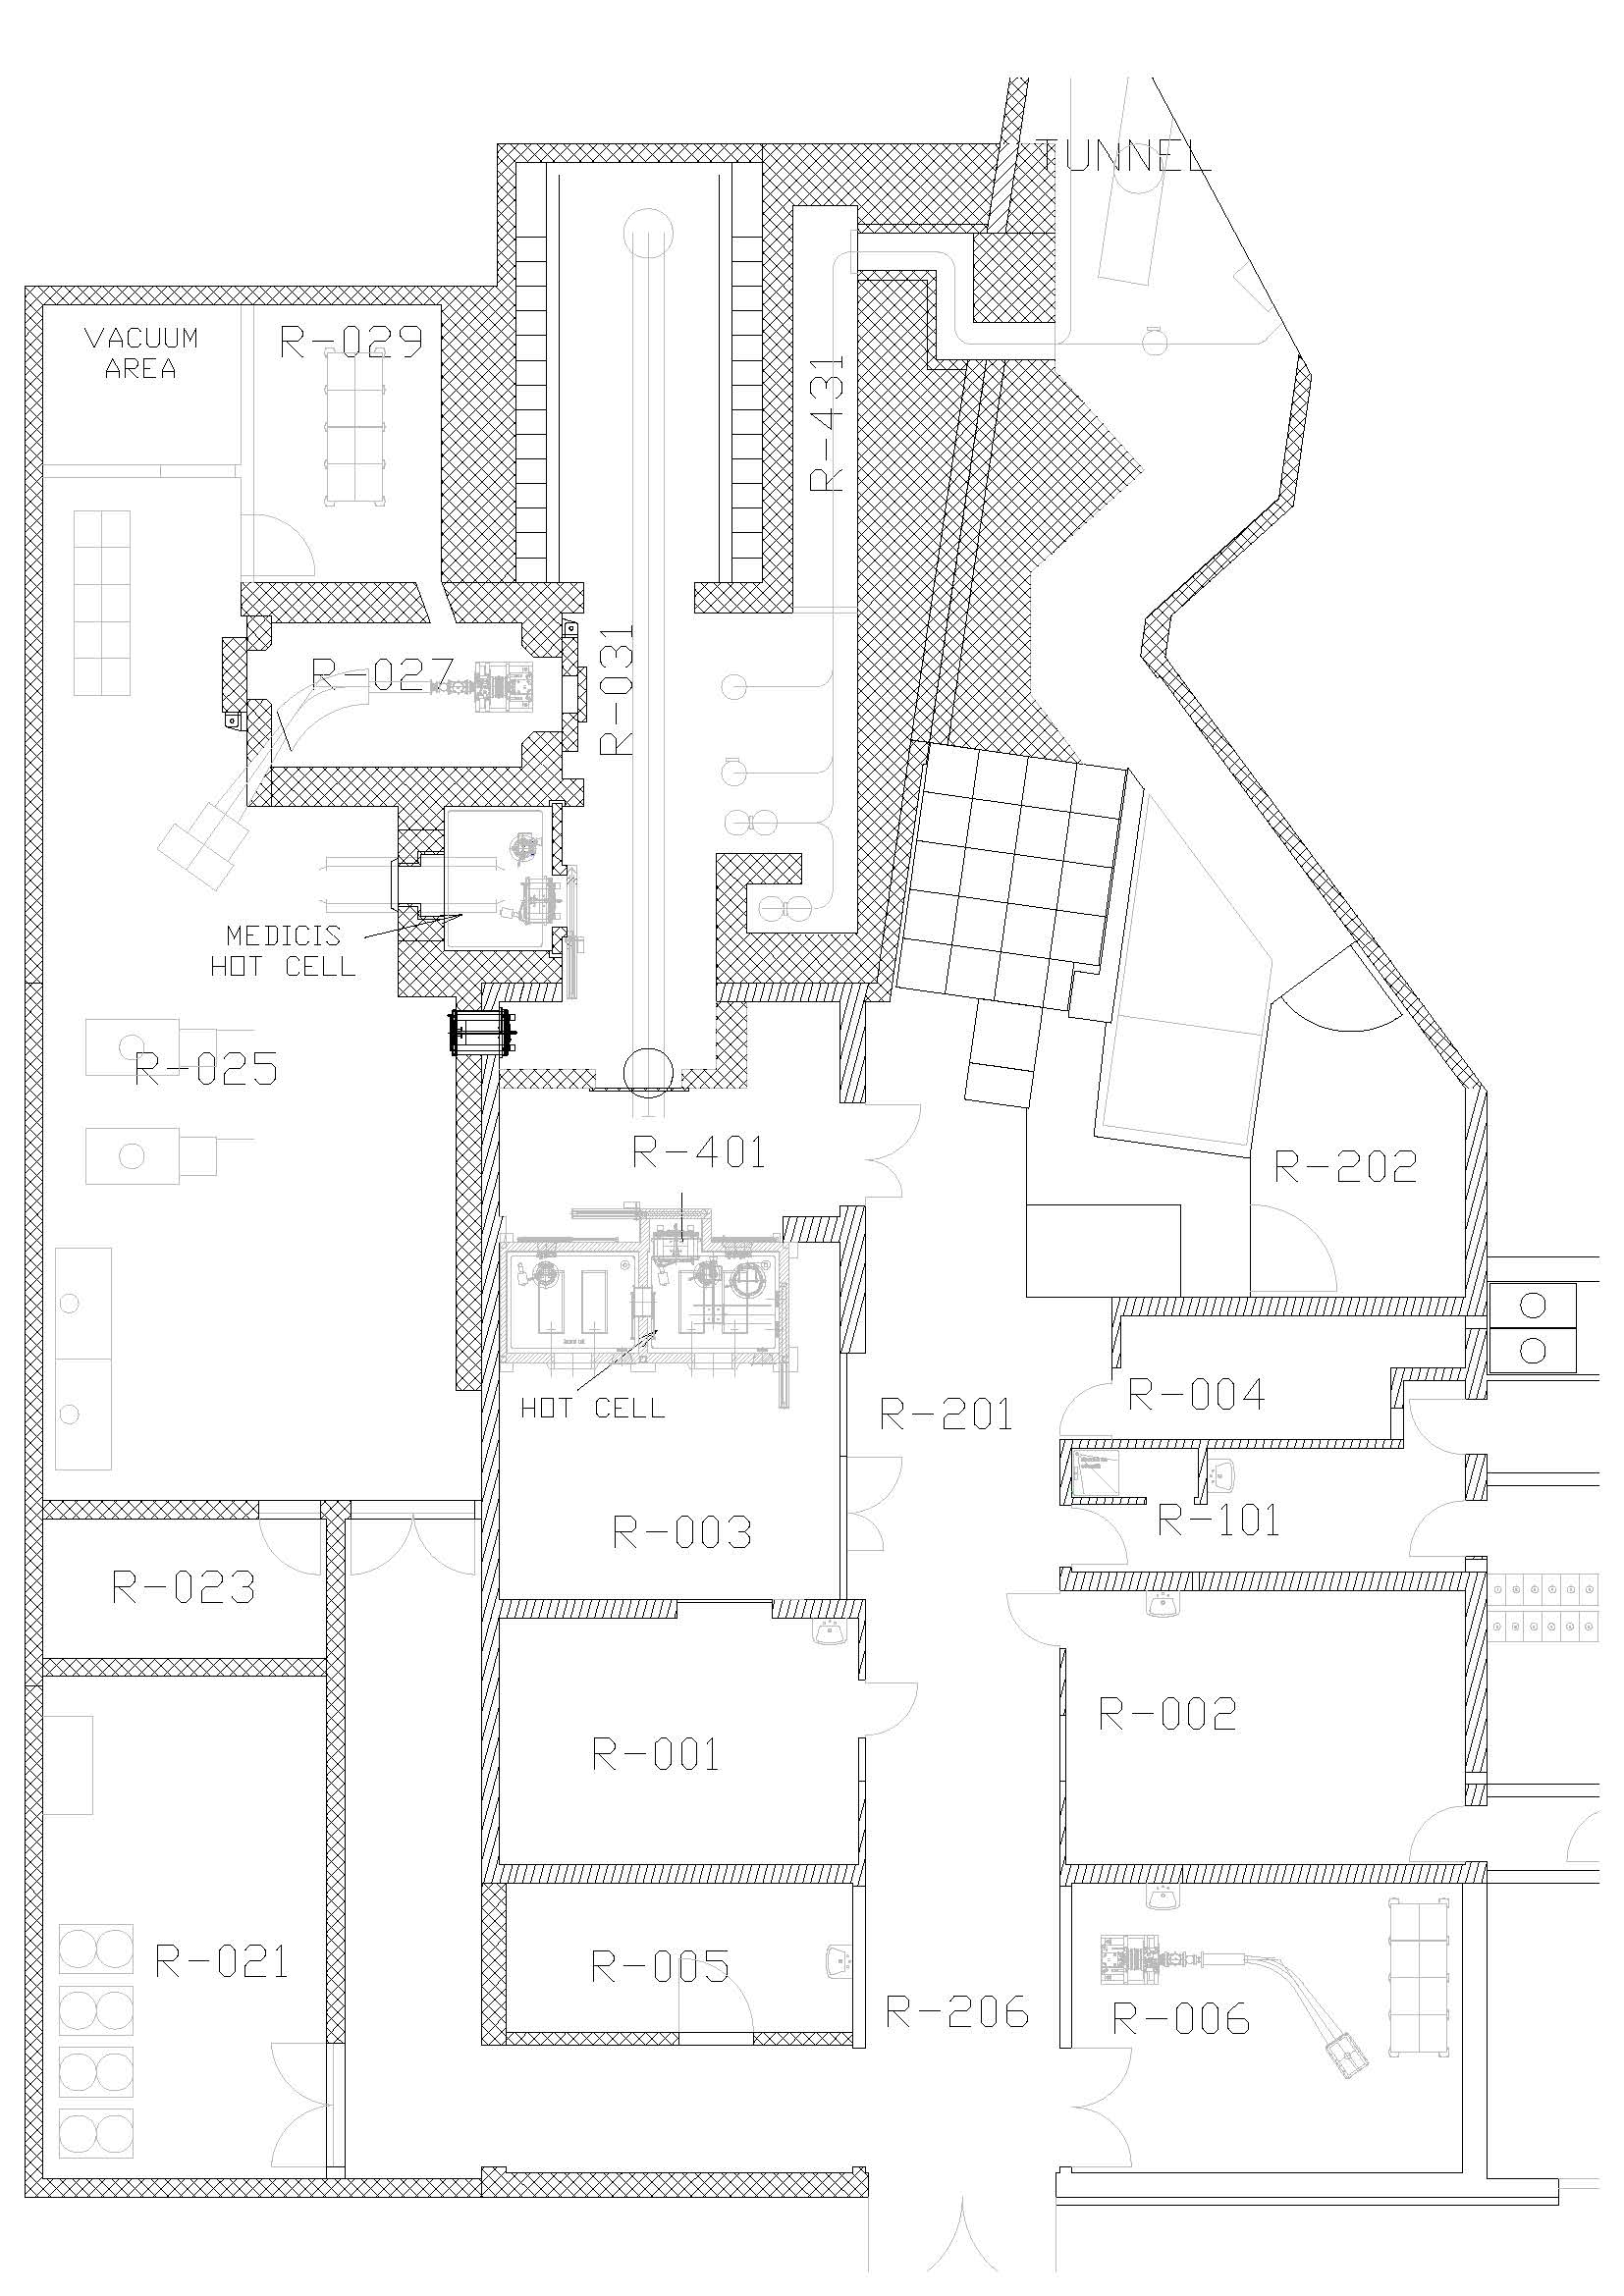 TUNNEL
VACUUM
AREA
R-029
R-431
R-031
R-027
MEDICIS
HOT CELL
R-025
R-401
R-202
HOT CELL
R-004
R-201
R-101
R-003
R-023
R-002
R-001
R-021
R-005
R-206
R-006